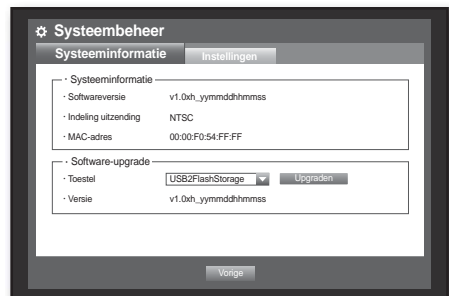 Systeembeheer
Systeeminformatie Instellingen
· Systeeminformatie
· Softwareversie v1.0xh_yymmddhhmmss
· Indeling uitzending NTSC
· MAC-adres 00:00:F0:54:FF:FF
· Software-upgrade
· Toestel USB2FlashStorage Upgraden
· Versie v1.0xh_yymmddhhmmss
Vorige